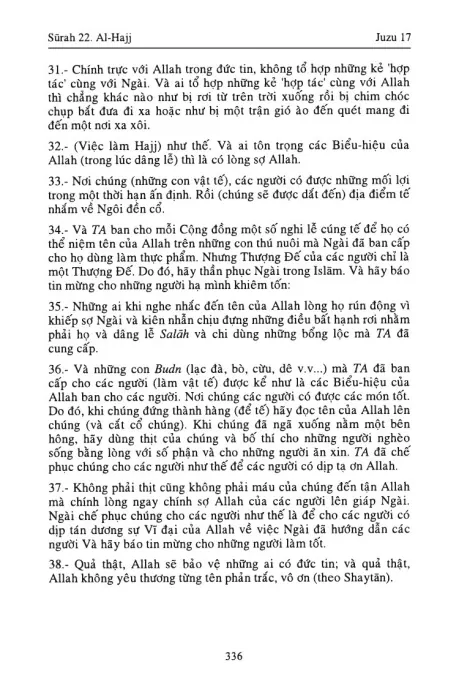 Sūrah 22. Al-Hajj Juzu 17
31.- Chính trực với Allah trong đức tin, không tổ hợp những kẻ 'hợp
tác' cùng với Ngài. Và ai tổ hợp những kẻ 'hợp tác' cùng với Allah
thì chẳng khác nào như bị rơi từ trên trời xuống rồi bị chim chóc
chụp bắt đưa đi xa hoặc như bị một trận gió ào đến quét mang đi
đến một nơi xa xôi.
32.- (Việc làm Hajj) như thế. Và ai tôn trọng các Biểu-hiệu của
Allah (trong lúc dâng lễ) thì là có lòng sợ Allah.
33.- Nơi chúng (những con vật tế), các người có được những mối lợi
trong một thời hạn ấn định. Rồi (chúng sẽ được dắt đến) địa điểm tế
nhắm về Ngôi đền cổ.
34.- Và TA ban cho mỗi Cộng đồng một số nghi lễ cúng tế để họ có
thể niệm tên của Allah trên những con thú nuôi mà Ngài đã ban cấp
cho họ dùng làm thực phẩm. Nhưng Thượng Đế của các người chỉ là
một Thượng Đế. Do đó, hãy thần phục Ngài trong Islām. Và hãy báo
tin mừng cho những người hạ mình khiêm tốn:
35.- Những ai khi nghe nhắc đến tên của Allah lòng họ rún động vì
khiếp sợ Ngài và kiên nhẫn chịu đựng những điều bất hạnh rơi nhằm
phải họ và dâng lễ Salāh và chi dùng những bổng lộc mà TA đã
cung cấp.
36.- Và những con Budn (lạc đà, bò, cừu, dê v.v...) mà TA đã ban
cấp cho các người (làm vật tế) được kể như là các Biểu-hiệu của
Allah ban cho các người. Nơi chúng các người có được các món tốt.
Do đó, khi chúng đứng thành hàng (để tế) hãy đọc tên của Allah lên
chúng (và cắt cổ chúng). Khi chúng đã ngã xuống nằm một bên
hông, hãy dùng thịt của chúng và bố thí cho những người nghèo
sống bằng lòng với số phận và cho những người ăn xin. TA đã chế
phục chúng cho các người như thế để các người có dịp tạ ơn Allah.
37.- Không phải thịt cũng không phải máu của chúng đến tận Allah
mà chính lòng ngay chính sợ Allah của các người lên giáp Ngài.
Ngài chế phục chúng cho các người như thế là để cho các người có
dịp tán dương sự Vĩ đại của Allah về việc Ngài đã hướng dẫn các
người Và hãy báo tin mừng cho những người làm tốt.
38.- Quả thật, Allah sẽ bảo vệ những ai có đức tin; và quả thật,
Allah không yêu thương từng tên phản trắc, vô ơn (theo Shaytān).
336